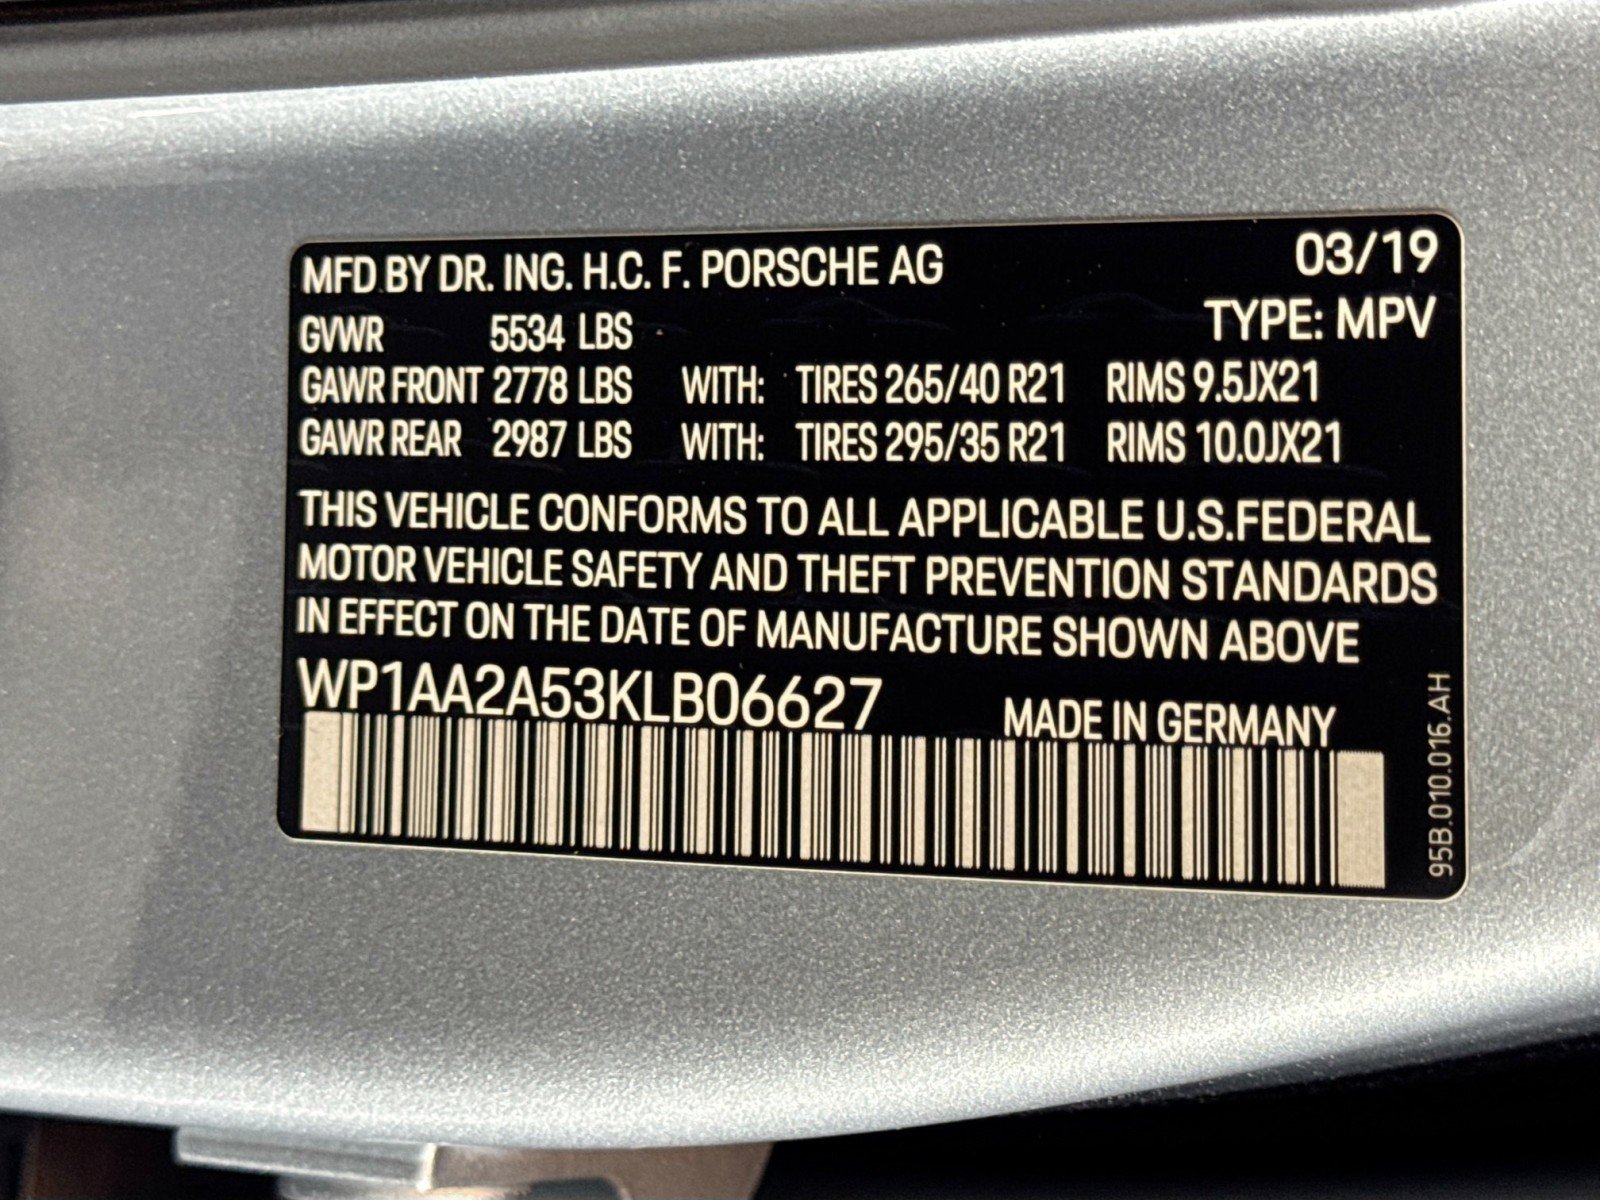 MFD BY DR. ING. H.C. F. PORSCHE AG 03/19
TYPE: MPV
GVWR 5534 LBS
GAWR FRONT 2778 LBS WITH: TIRES 265/40 R21 RIMS 9.5JX21
GAWR REAR 2987 LBS WITH: TIRES 295/35 R21 RIMS 10.0JX21
THIS VEHICLE CONFORMS TO ALL APPLICABLE U.S.FEDERAL
MOTOR VEHICLE SAFETY AND THEFT PREVENTION STANDARDS
IN EFFECT ON THE DATE OF MANUFACTURE SHOWN ABOVE
WP1AA2A53KLB06627
MADE IN GERMANY
95B.010.016.AH